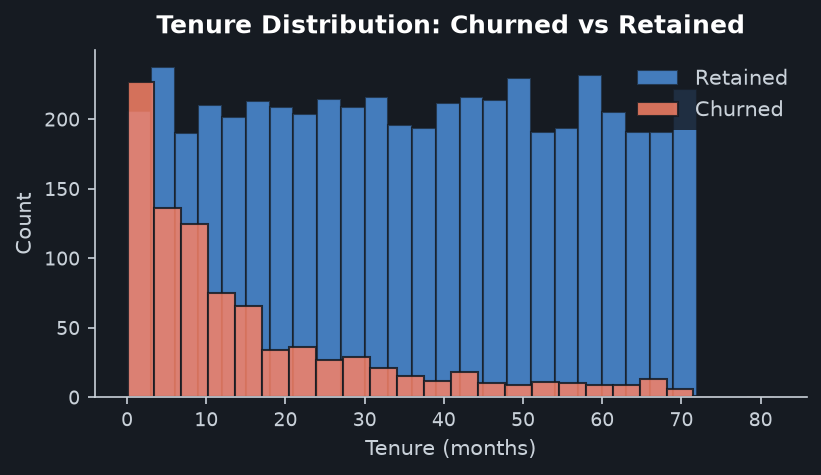 Tenure Distribution: Churned vs Retained
Retained
Churned
200
150
100
50
0
Count
0 10 20 30 40 50 60 70 80
Tenure (months)